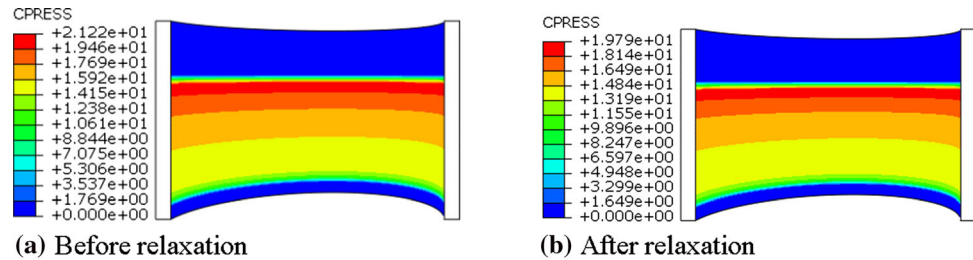 CPRESS
+2.122e+01
+1.946e+01
+1.769e+01
+1.592e+01
+1.415e+01
+1.238e+01
+1.061e+01
+8.844e+00
+7.075e+00
+5.306e+00
+3.537e+00
+1.769e+00
+0.000e+00
(a) Before relaxation
CPRESS
+1.979e+01
+1.814e+01
+1.649e+01
+1.484e+01
+1.319e+01
+1.155e+01
+9.896e+00
+8.247e+00
+6.597e+00
+4.948e+00
+3.299e+00
+1.649e+00
+0.000e+00
(b) After relaxation